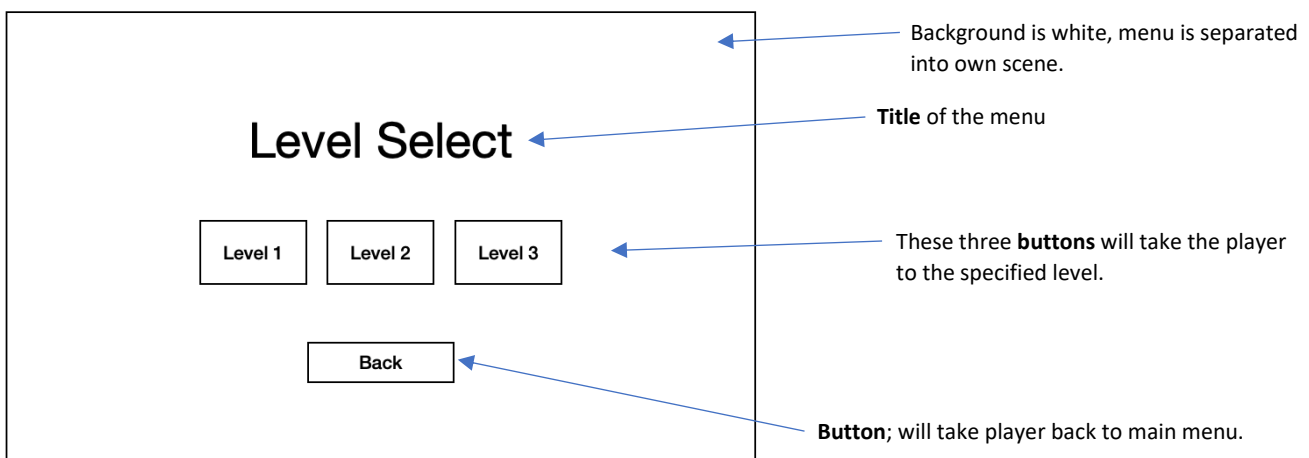 Background is white, menu is separated
into own scene.
Title of the menu
Level Select
Level 1
Level 2
Level 3
These three buttons will take the player
to the specified level.
Back
Button; will take player back to main menu.